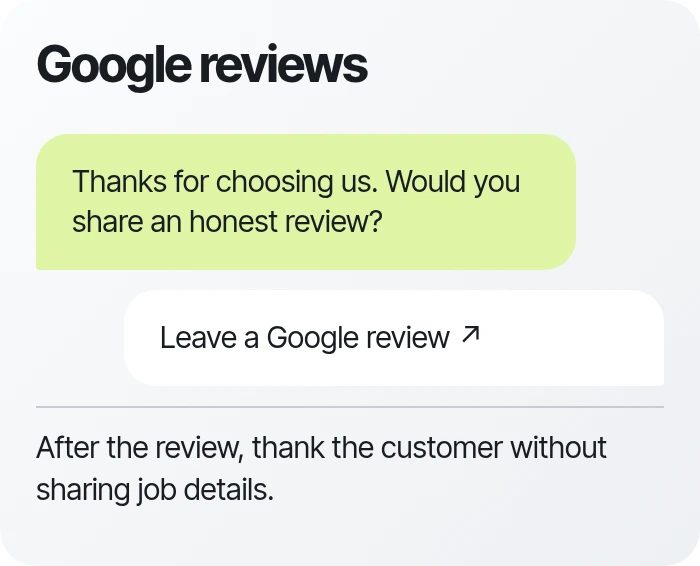 Google reviews
Thanks for choosing us. Would you
share an honest review?
Leave a Google review ↗
After the review, thank the customer without
sharing job details.